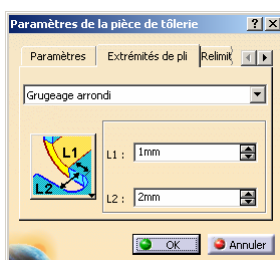 Paramètres de la pièce de tôlerie
Paramètres Extrémités de pli Relimit
Grugeage arrondi
L1
L2
L1 : 1mm
L2 : 2mm
OK Annuler